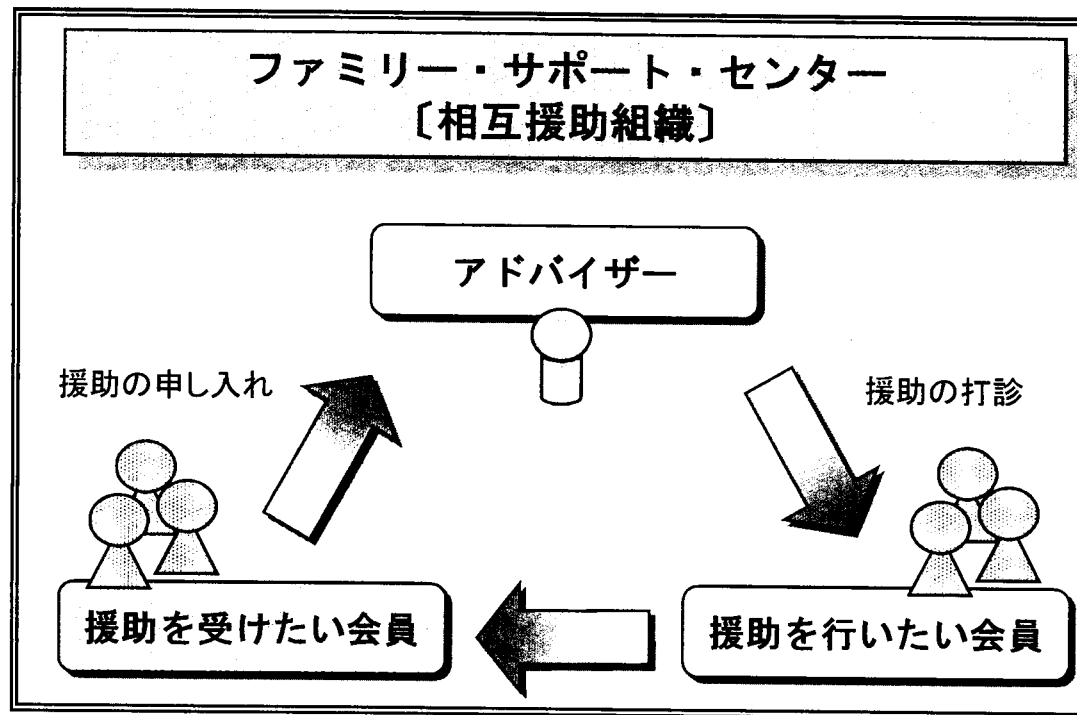 ファミリー・サポート・センター
〔相互援助組織〕
アドバイザー
援助の申し入れ
援助の打診
援助を受けたい会員
援助を行いたい会員